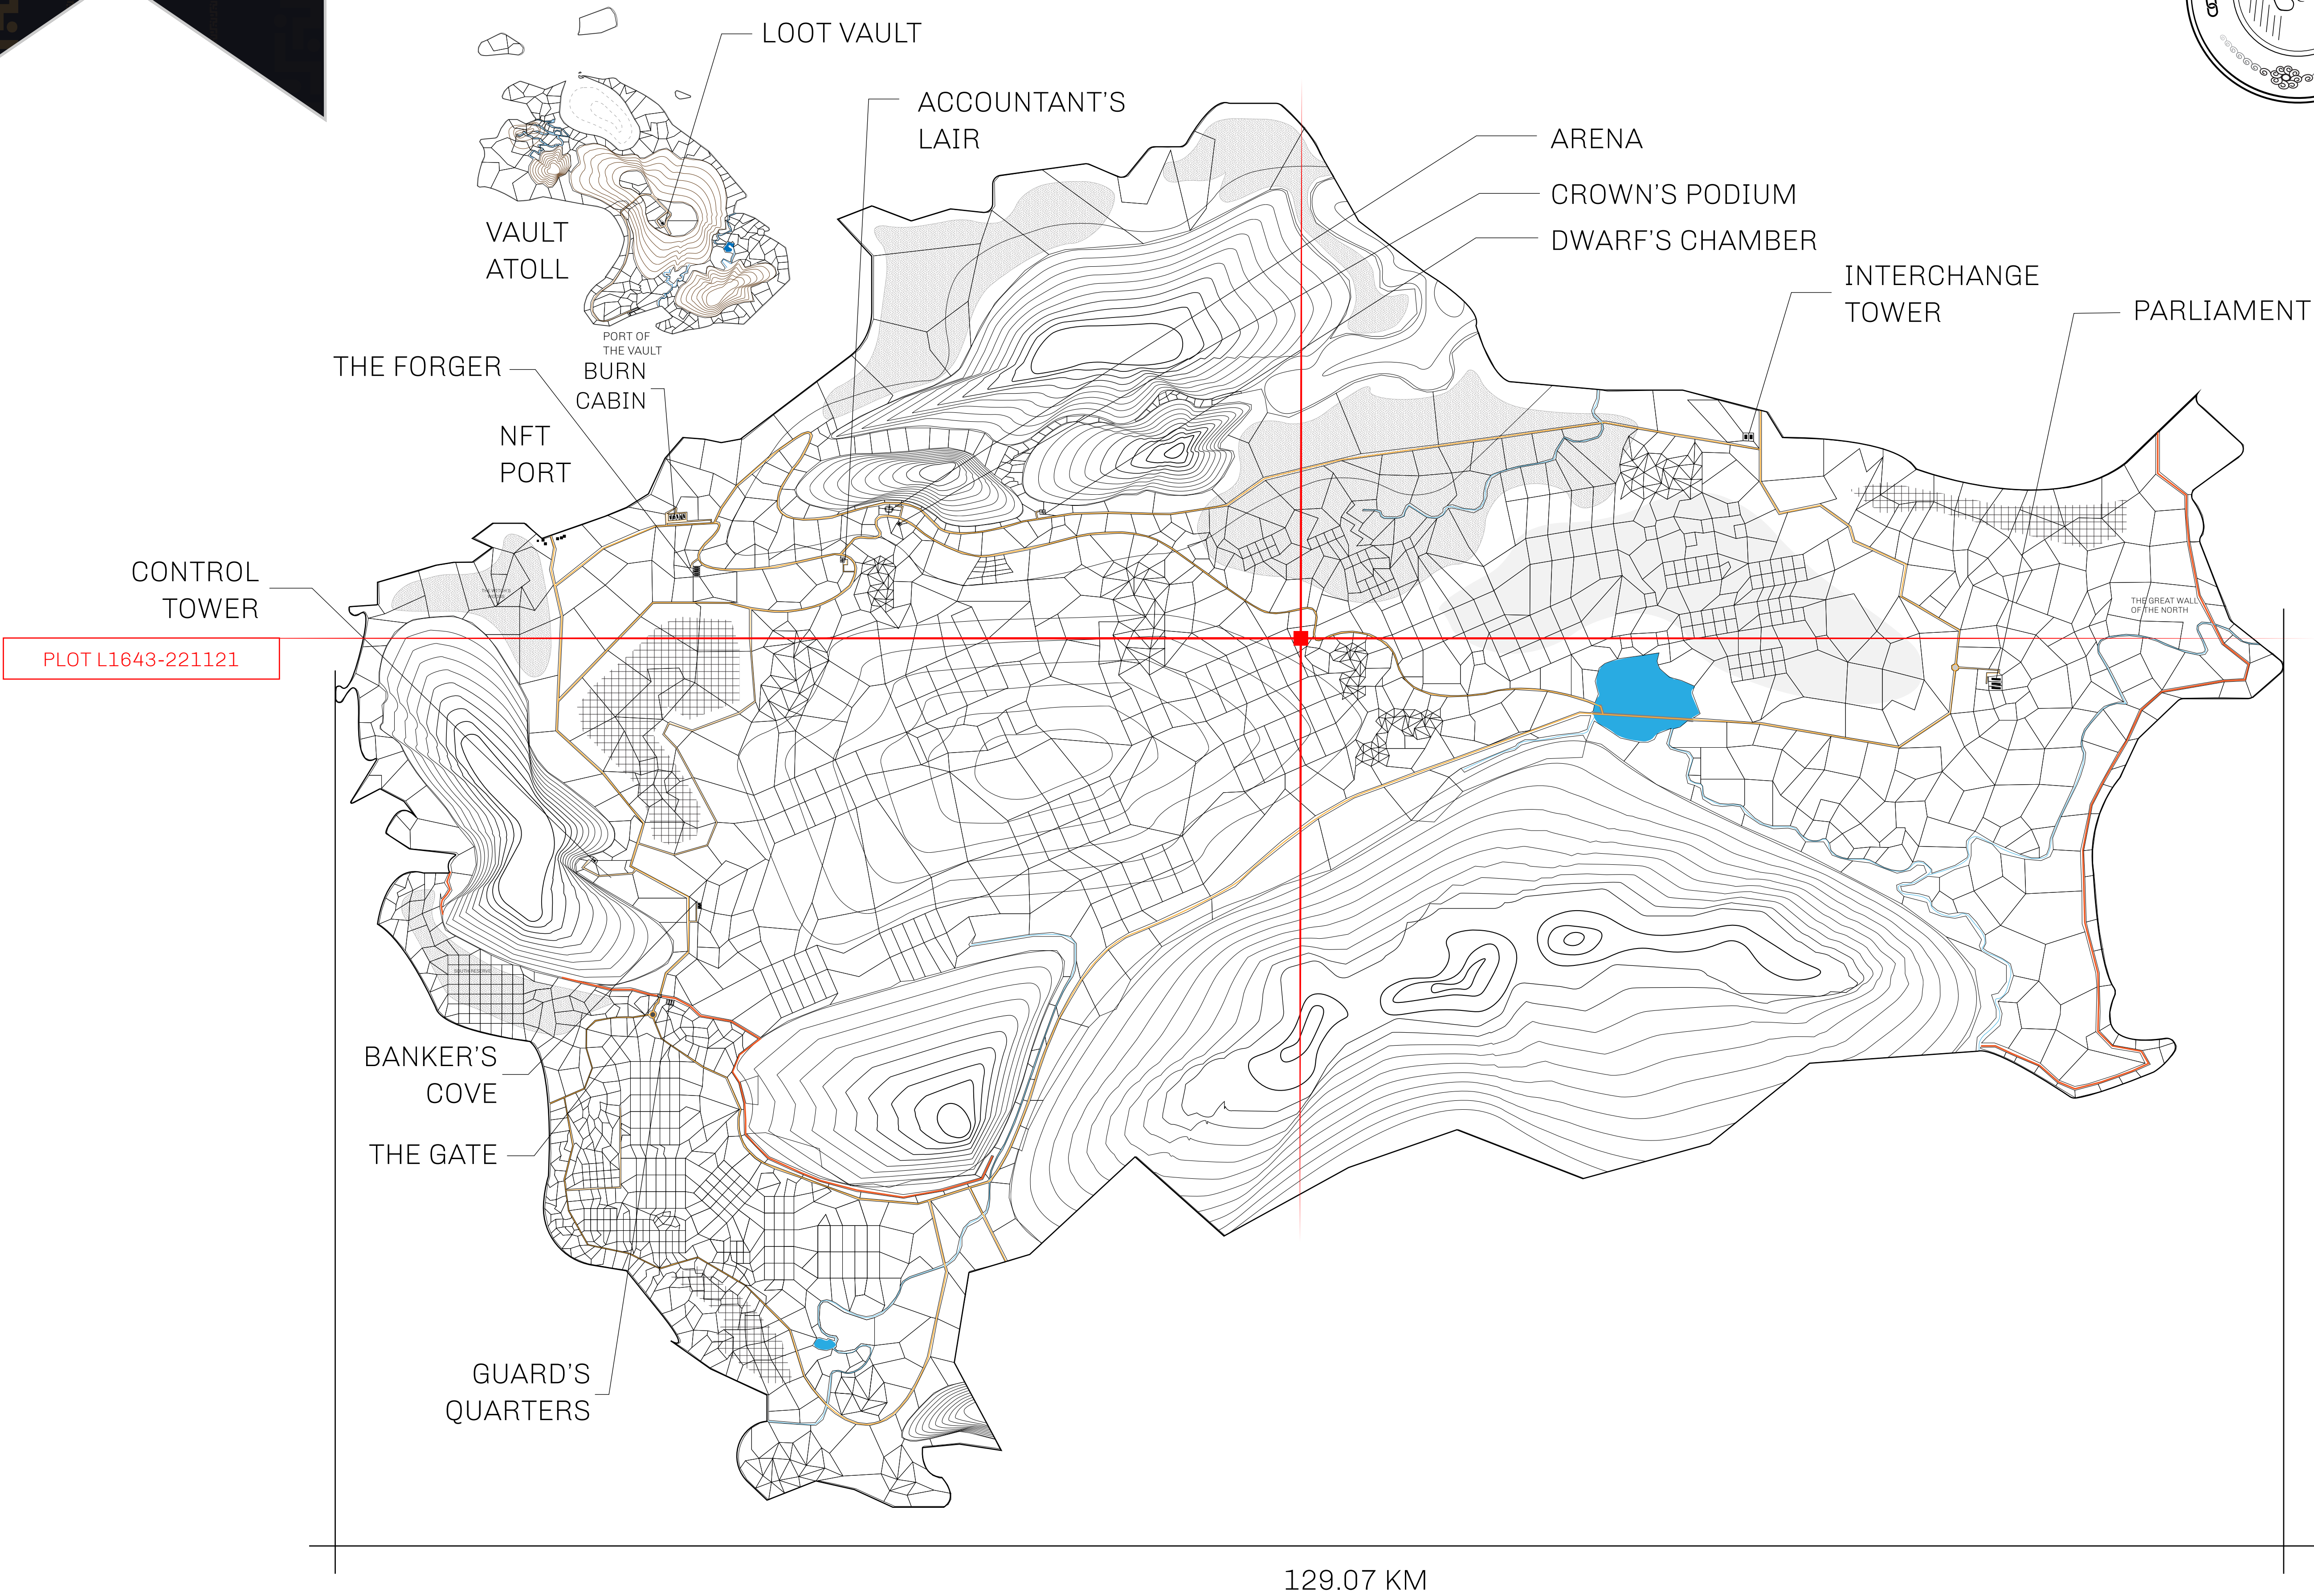 LOOT VAULT
ACCOUNTANT'S
LAIR
ARENA
CROWN'S PODIUM
DWARF'S CHAMBER
INTERCHANGE
TOWER
PARLIAMENT
VAULT
ATOLL
PORT OF
THE VAULT
THE FORGER
BURN
CABIN
NFT
PORT
CONTROL
TOWER
THE GREAT WALL
OF THE NORTH
PLOT L1643-221121
SOUTH RESERVE
BANKER'S
COVE
THE GATE
GUARD'S
QUARTERS
129.07 KM